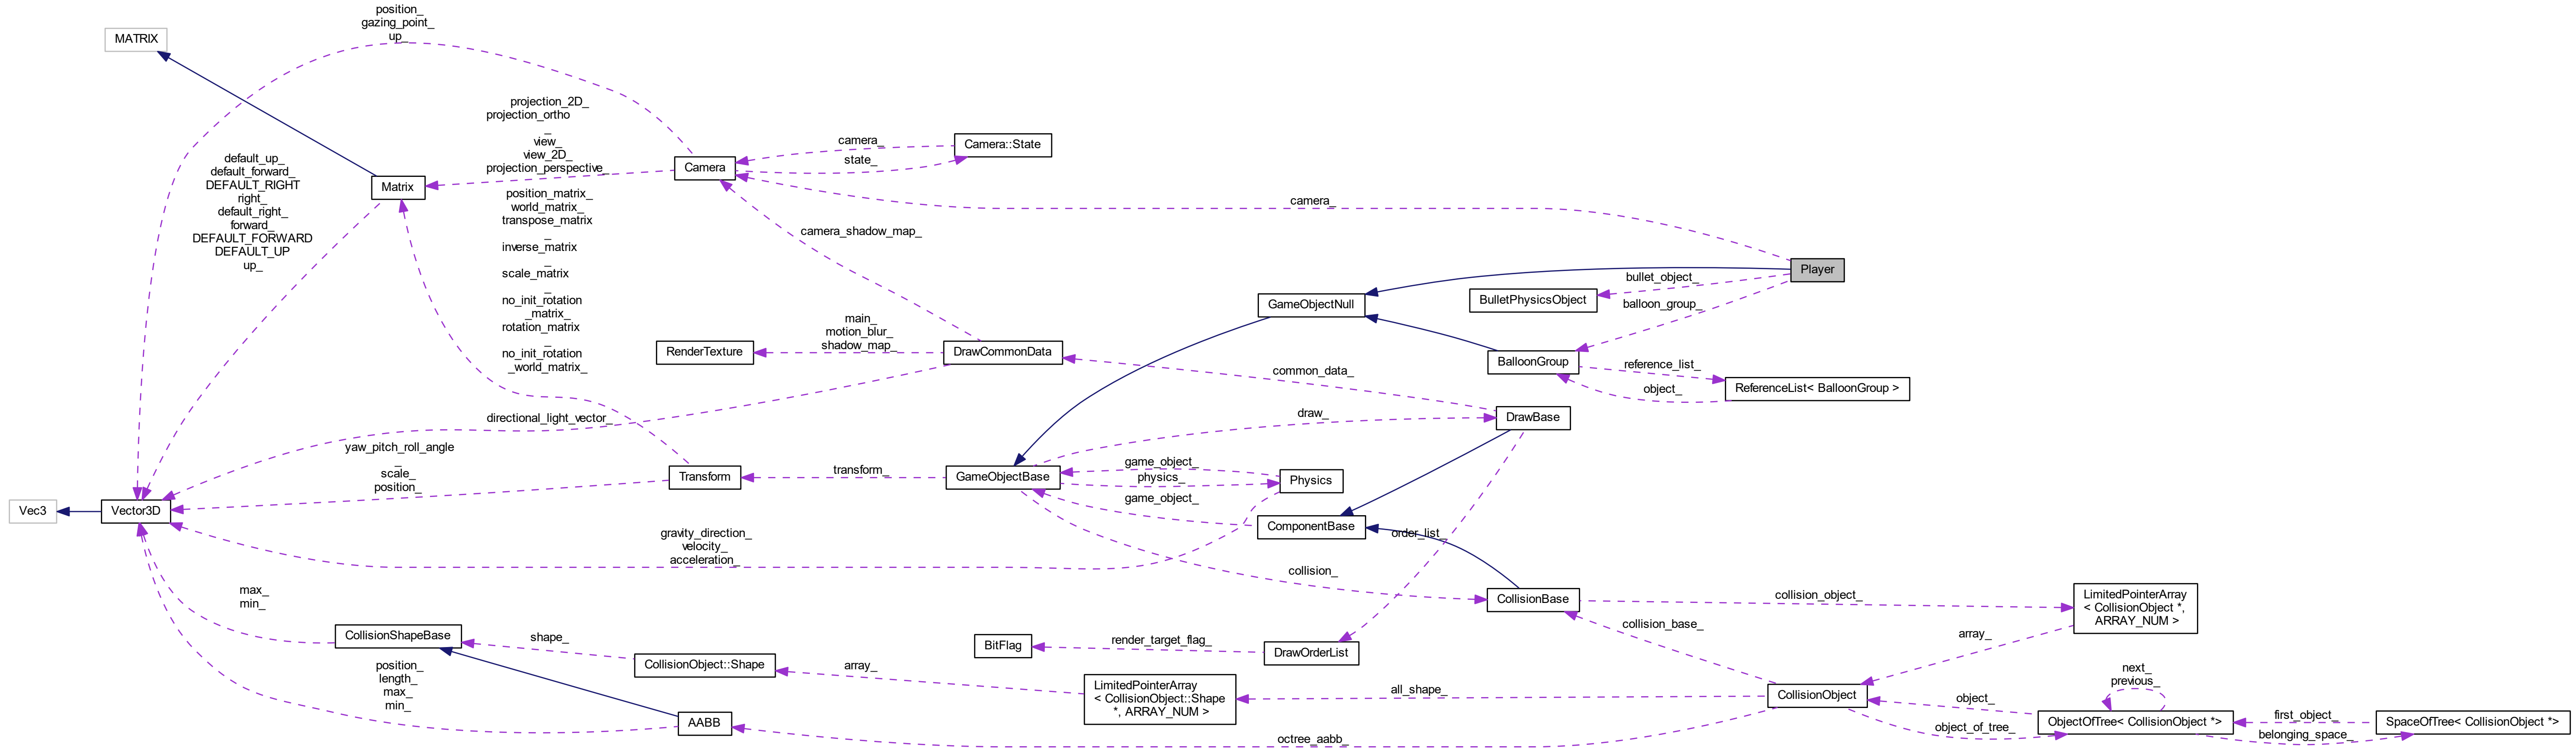 position_
gazing_point_
up_
MATRIX
projection_2D_
projection_ortho
_
view_
view_2D_
projection_perspective_
camera_
state_
Camera::State
Camera
Matrix
default_up_
default_forward_
DEFAULT_RIGHT
right_
default_right_
forward_
DEFAULT_FORWARD
DEFAULT_UP
up_
position_matrix_
world_matrix_
transpose_matrix
_
inverse_matrix
_
scale_matrix
_
no_init_rotation
_matrix_
rotation_matrix
_
no_init_rotation
_world_matrix_
camera_
camera_shadow_map_
Player
bullet_object_
BulletPhysicsObject
balloon_group_
GameObjectNull
main_
motion_blur_
shadow_map_
RenderTexture
DrawCommonData
BalloonGroup
reference_list_
object_
ReferenceList< BalloonGroup >
common_data_
directional_light_vector_
draw_
DrawBase
yaw_pitch_roll_angle
_
scale_
position_
Transform
transform_
GameObjectBase
game_object_
physics_
game_object_
Physics
Vec3
Vector3D
ComponentBase
order_list_
gravity_direction_
velocity_
acceleration_
collision_
CollisionBase
collision_object_
LimitedPointerArray
< CollisionObject *,
ARRAY_NUM >
max_
min_
CollisionShapeBase
shape_
CollisionObject::Shape
BitFlag
render_target_flag_
DrawOrderList
collision_base_
array_
position_
length_
max_
min_
array_
LimitedPointerArray
< CollisionObject::Shape
*, ARRAY_NUM >
all_shape_
CollisionObject
next_
previous_
object_
object_of_tree_
ObjectOfTree< CollisionObject *>
first_object_
belonging_space_
SpaceOfTree< CollisionObject *>
AABB
octree_aabb_